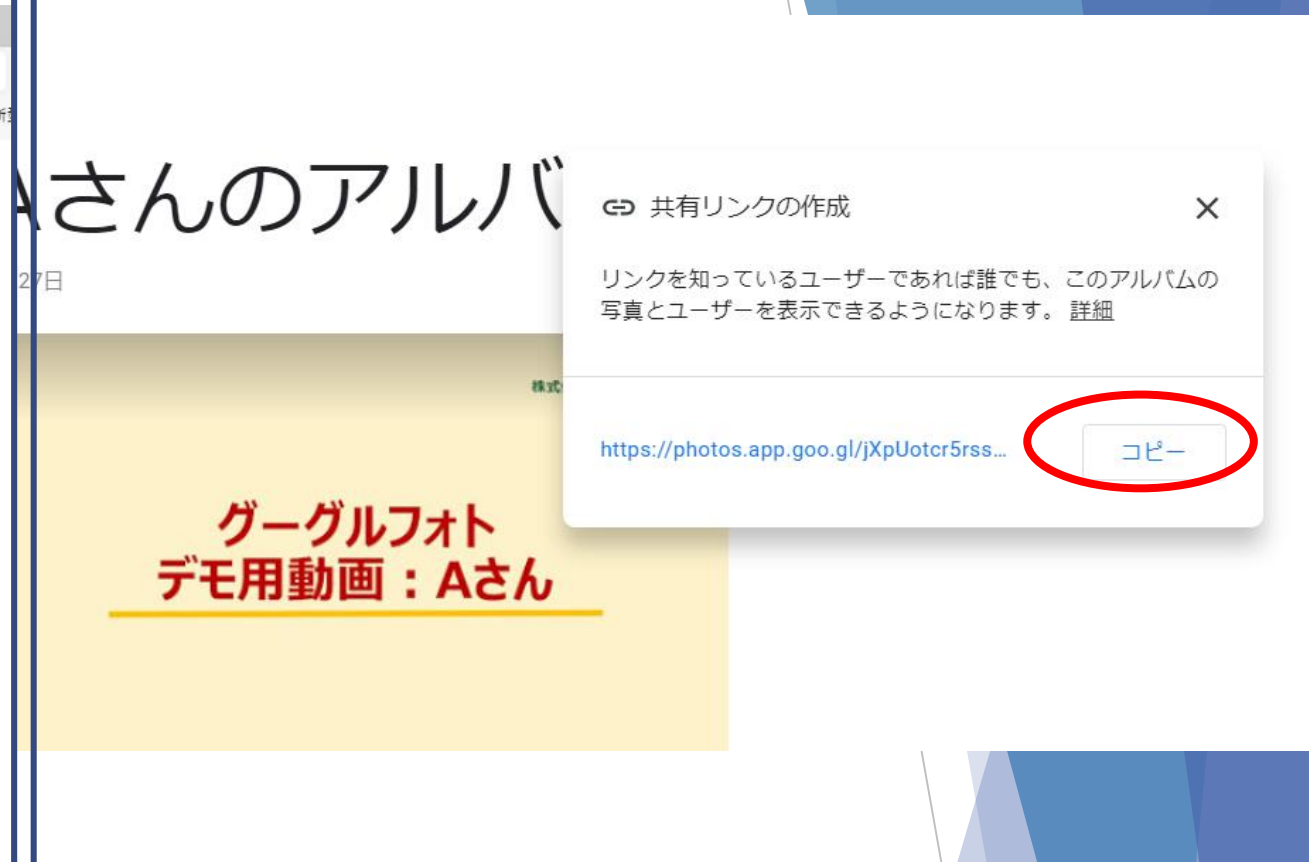 さんのアルバ
27日
共有リンクの作成
リンクを知っているユーザーであれば誰でも、このアルバムの
写真とユーザーを表示できるようになります。 詳細
https://photos.app.goo.gl/jXpUotcr5rss...
コピー
株式
グーグルフォト
デモ用動画：Aさん